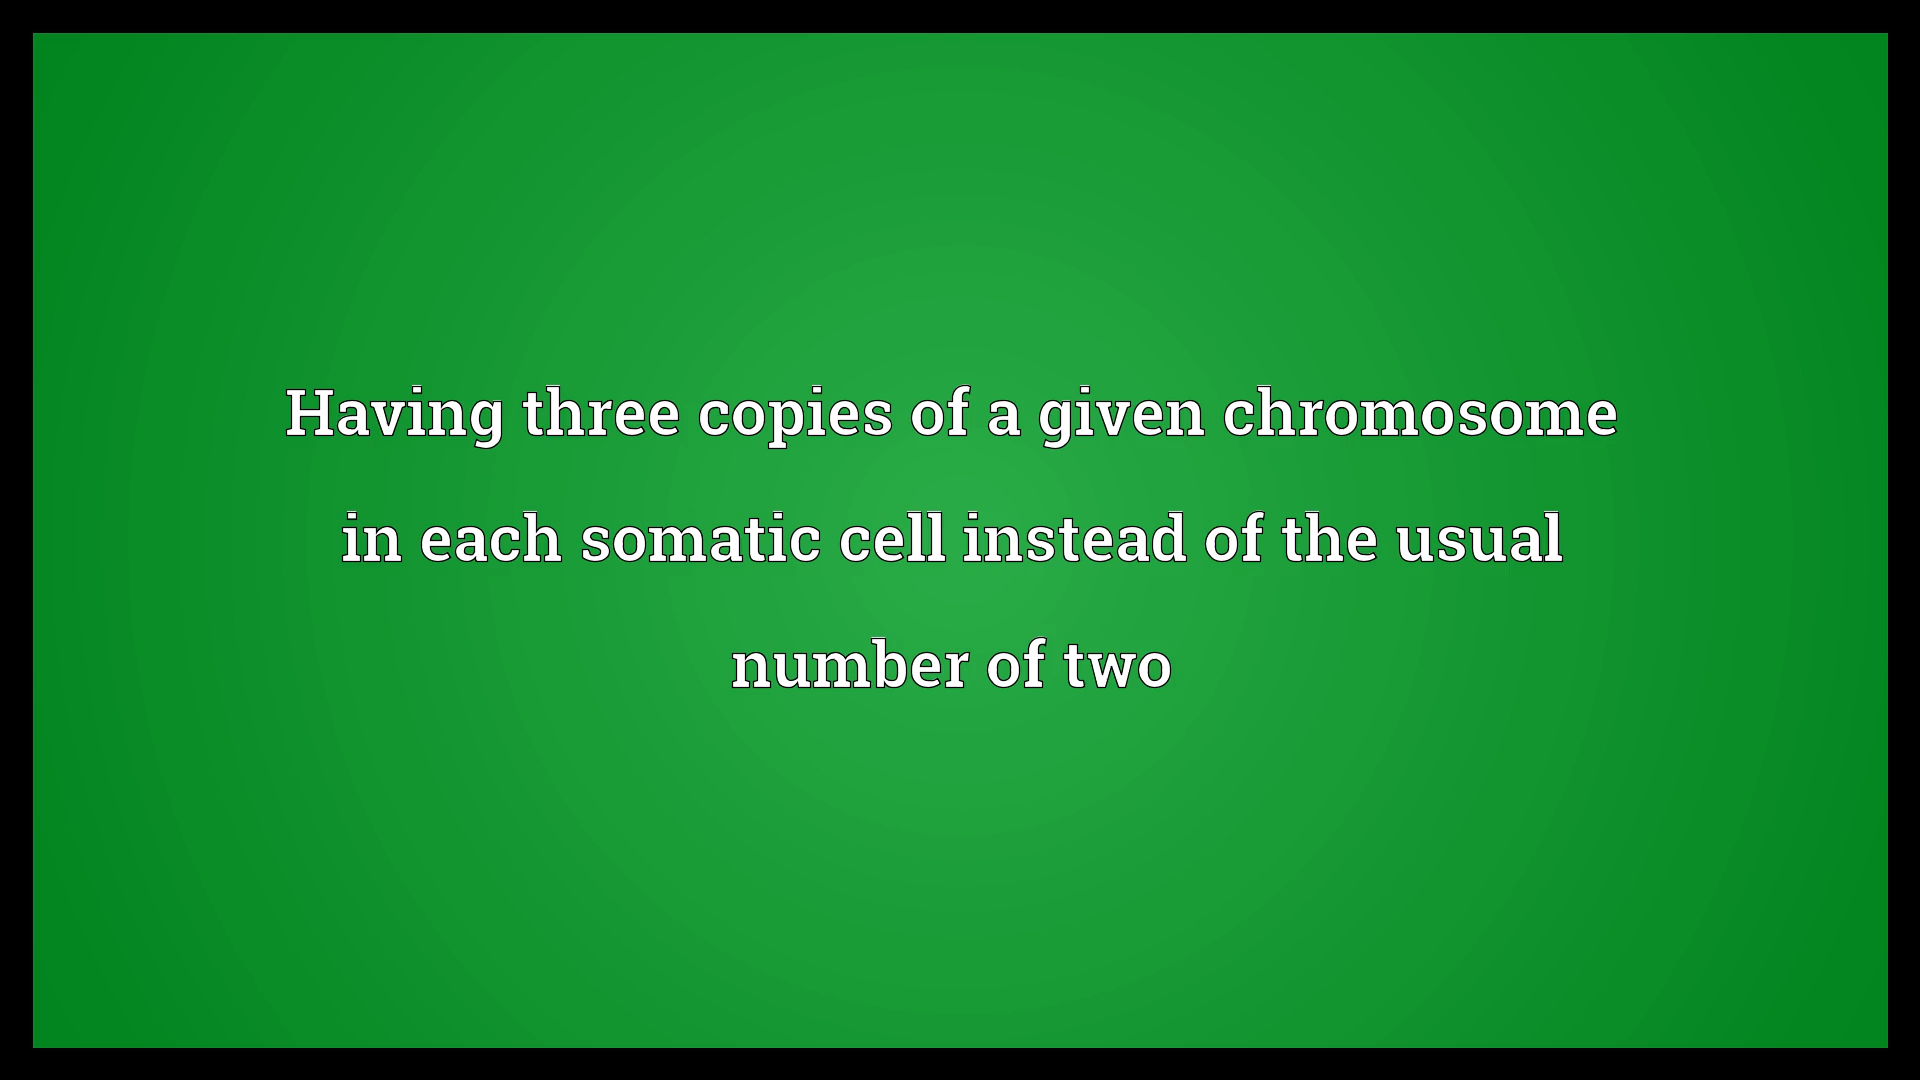 Having three copies of a given chromosome
in each somatic cell instead of the usual
number of two